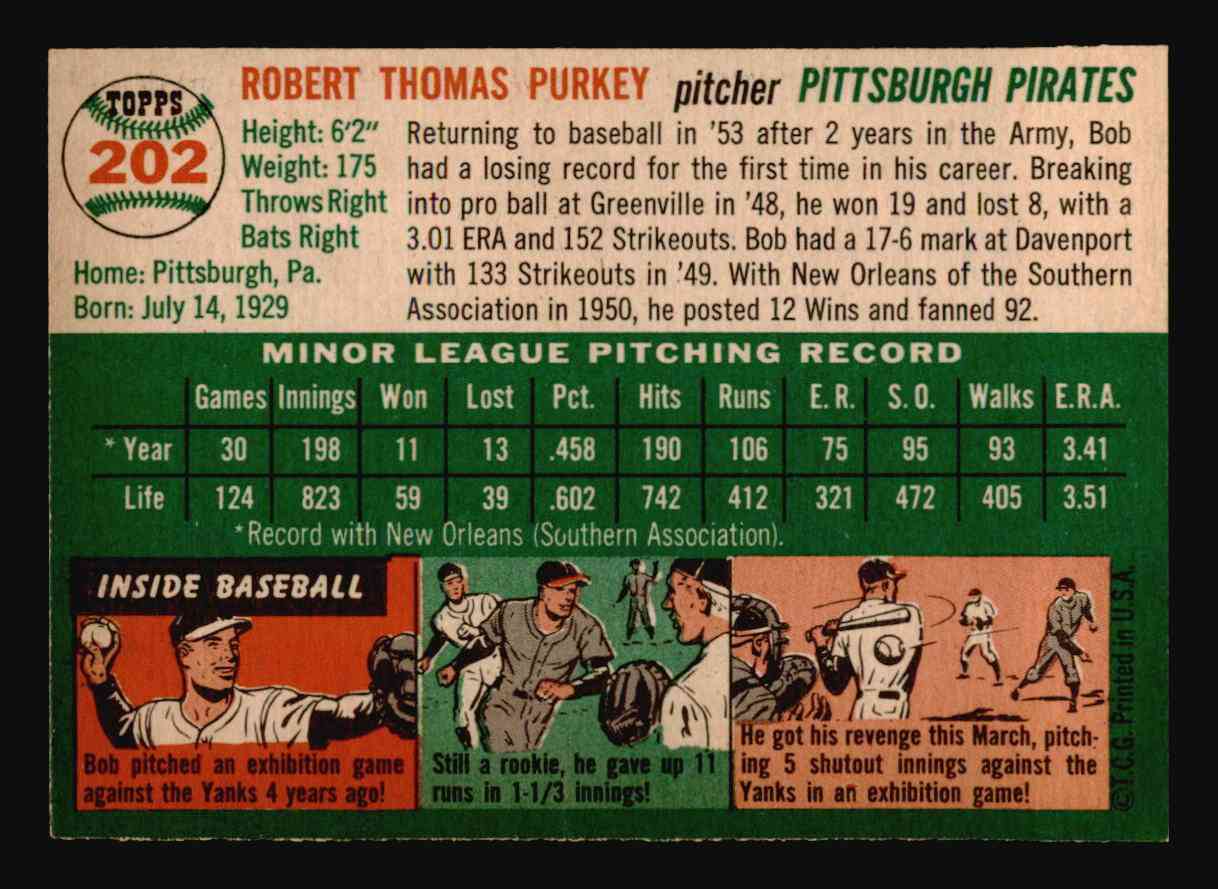 TOPPS
202
ROBERT THOMAS PURKEY pitcher PITTSBURGH PIRATES
Height: 6'2"
Weight: 175
Throws Right
Bats Right
Home: Pittsburgh, Pa.
Born: July 14, 1929
Returning to baseball in '53 after 2 years in the Army, Bob
had a losing record for the first time in his career. Breaking
into pro ball at Greenville in '48, he won 19 and lost 8, with a
3.01 ERA and 152 Strikeouts. Bob had a 17-6 mark at Davenport
with 133 Strikeouts in '49. With New Orleans of the Southern
Association in 1950, he posted 12 Wins and fanned 92.
MINOR LEAGUE PITCHING RECORD
Games Innings Won Lost Pct. Hits Runs E. R. S. O. Walks E.R.A.
* Year 30 198 11 13 .458 190 106 75 95 93 3.41
Life 124 823 59 39 .602 742 412 321 472 405 3.51
*Record with New Orleans (Southern Association).
INSIDE BASEBALL
Bob pitched an exhibition game
against the Yanks 4 years ago!
Still a rookie, he gave up 11
runs in 1-1/3 innings!
He got his revenge this March, pitch-
ing 5 shutout innings against the
Yanks in an exhibition game!
©T.C.G. Printed in U.S.A.